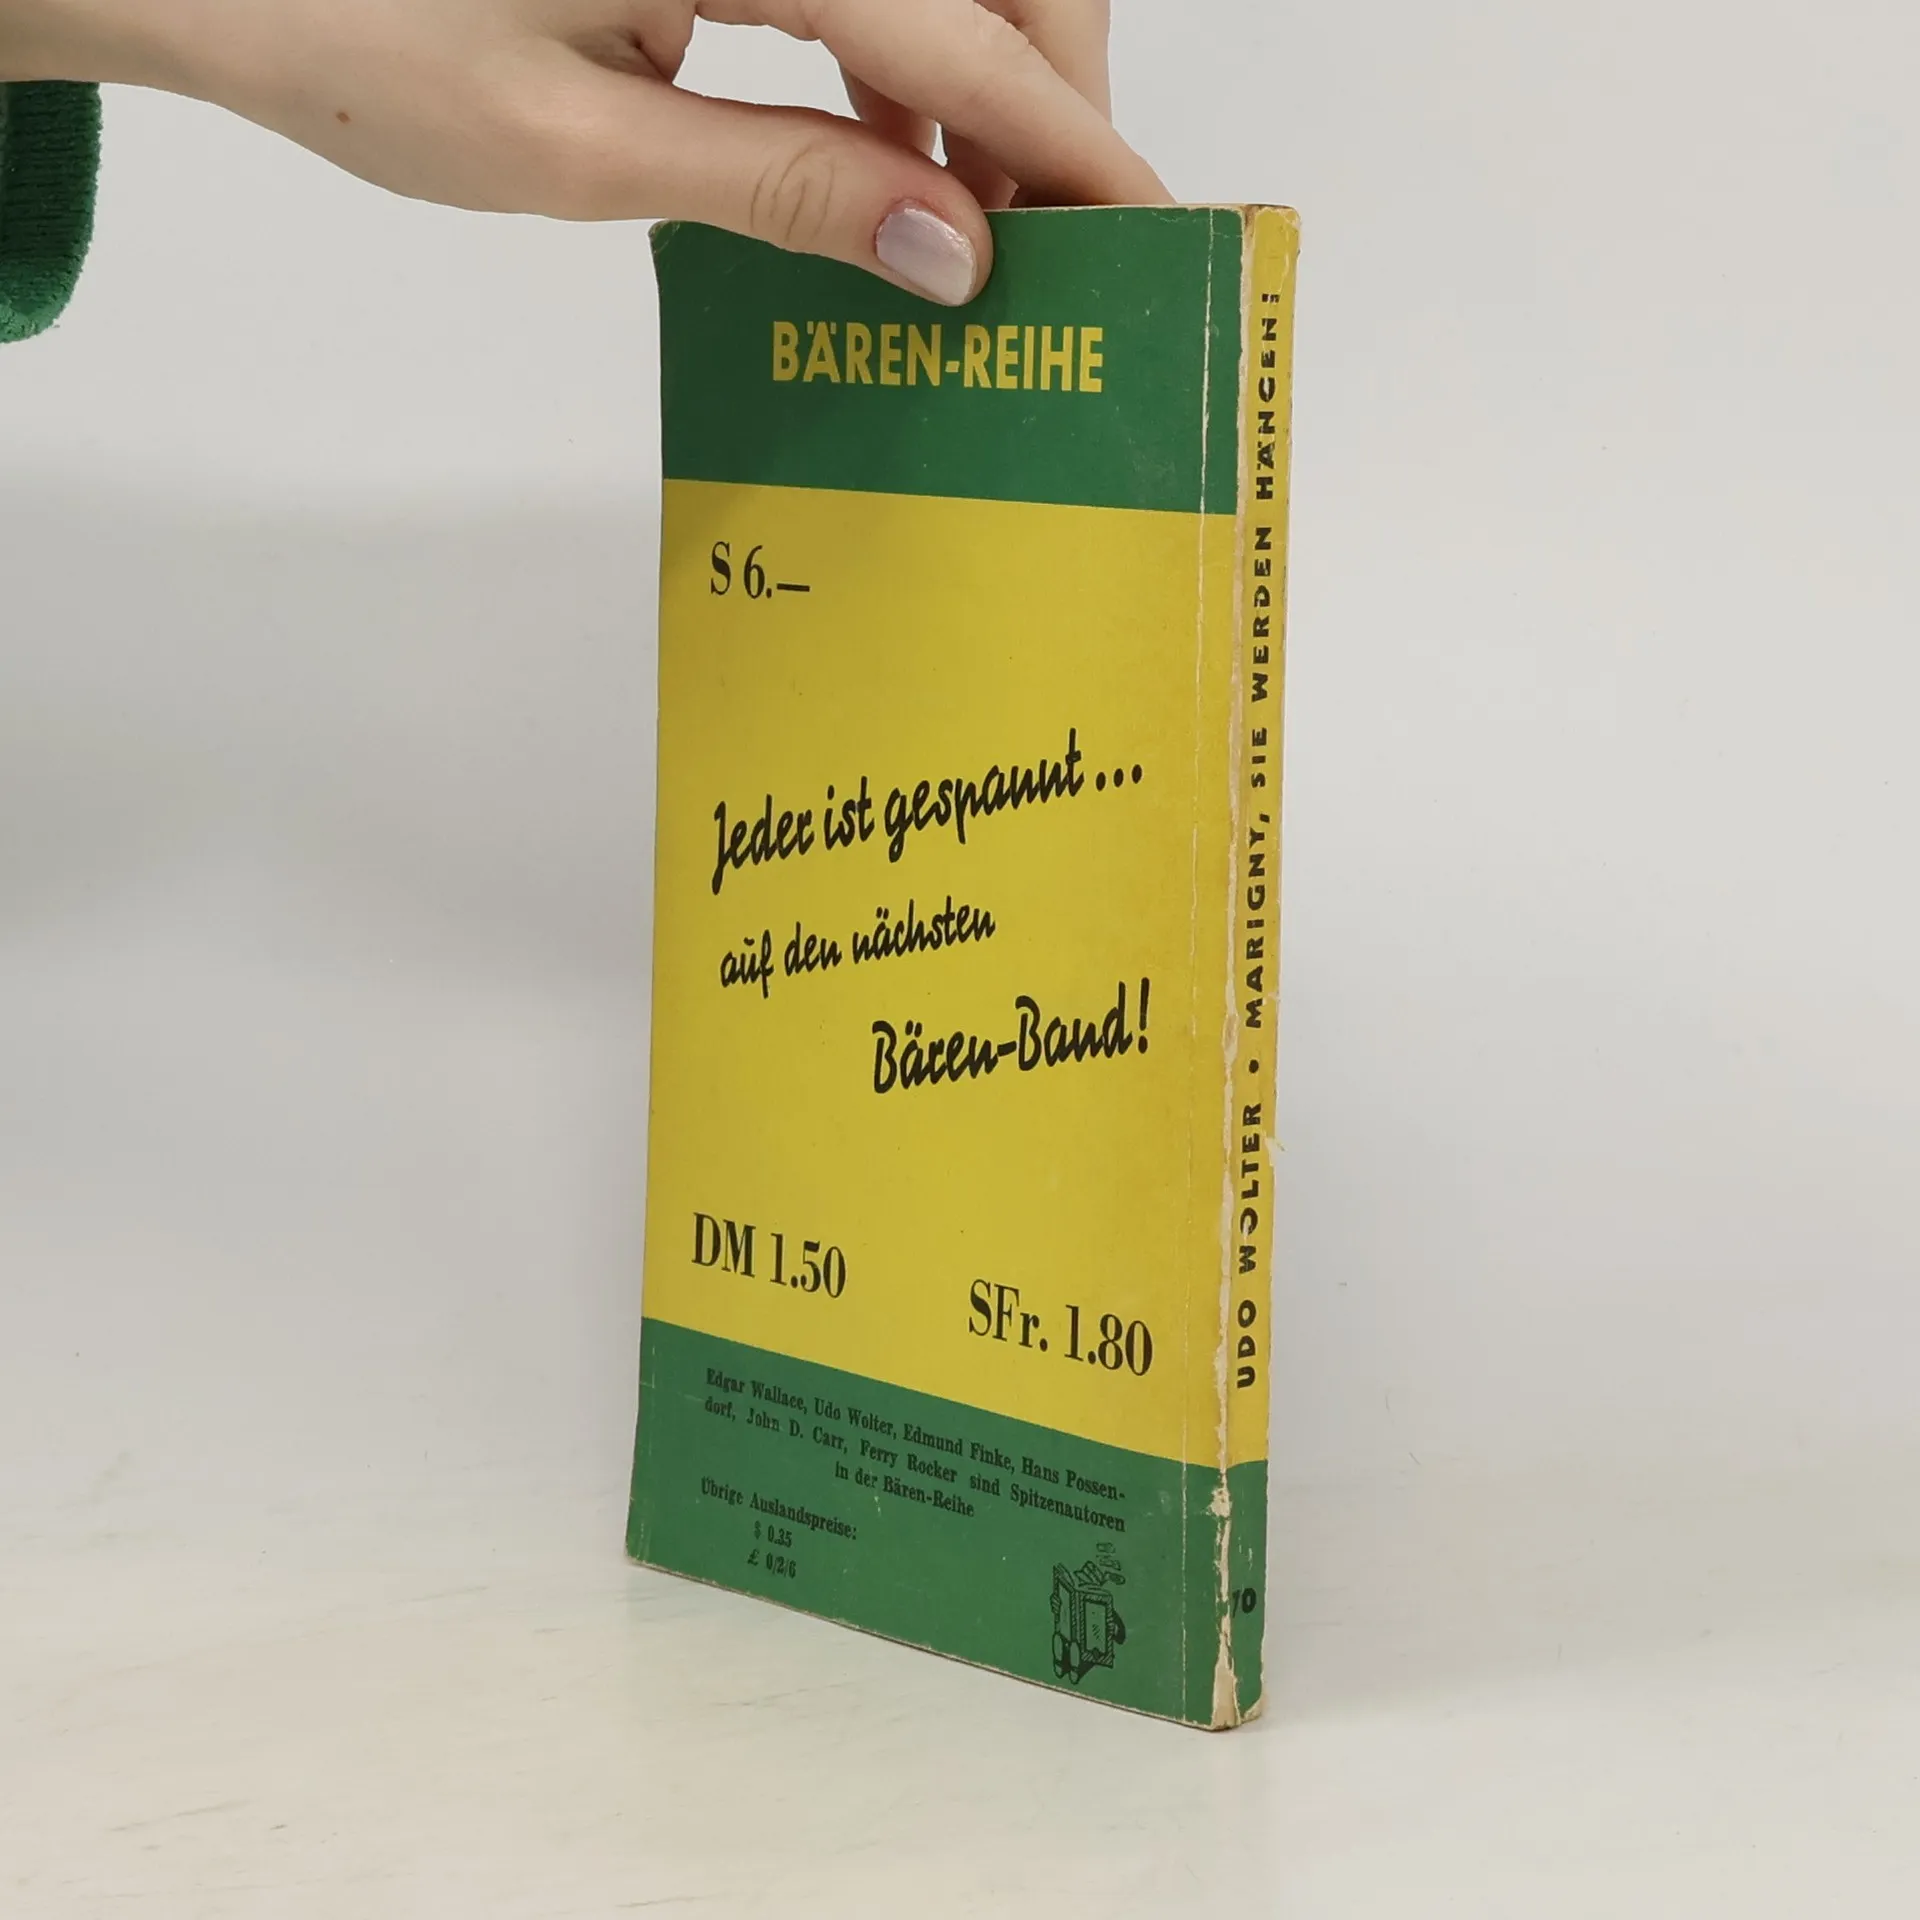 BÄREN-REIHE
S 6.—
Jeder ist gespannt...
auf den nächsten
Bären-Band!
DM 1.50
SFr. 1.80
Edgar Wallace, Udo Wolter, Edmund Finke, Hans Possen-
dorf, John D. Carr, Ferry Rocker sind Spitzenautoren
in der Bären-Reihe
Übrige Auslandspreise:
$ 0.35
£ 0/2/6
UDO WOLTER • MARIGNY, SIE WERDEN HÄNGEN!
70